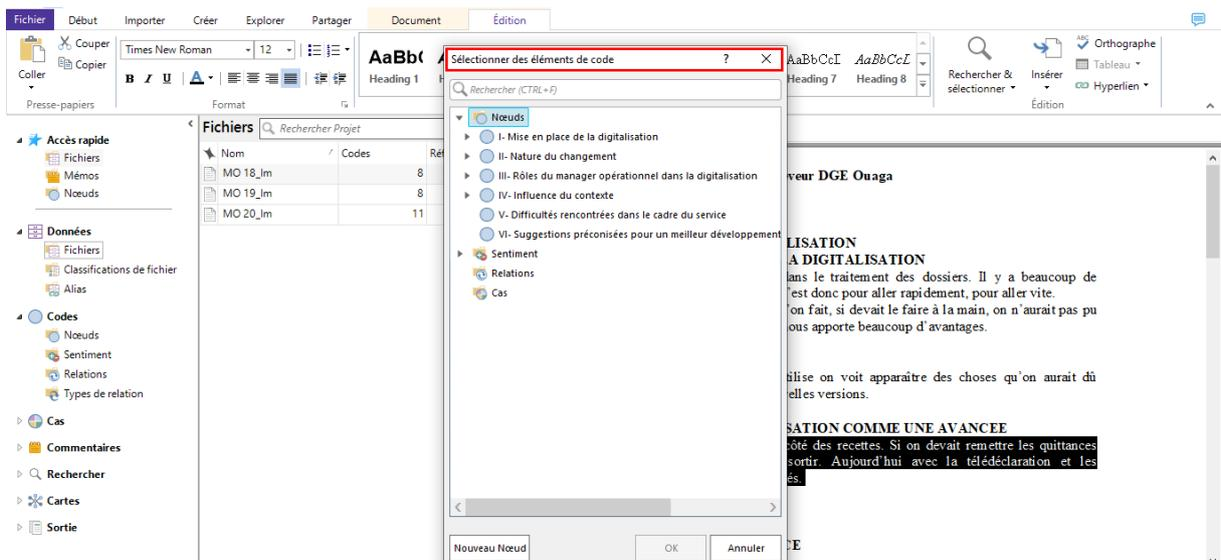 Fichier Début Importer Créer Explorer Partager Document Édition
Coller
Couper
Copier
Presse-papiers
Times New Roman 12
B I U A
Format
AaBb(
Heading 1
AaBbCcI
Heading 7
AaBbCcL
Heading 8
Rechercher &
sélectionner
Insérer
ABC Orthographe
Tableau
Hyperlien
Édition
Accès rapide
Fichiers
Mémos
Nœuds
Données
Fichiers
Classifications de fichier
Alias
Codes
Nœuds
Sentiment
Relations
Types de relation
Cas
Commentaires
Rechercher
Cartes
Sortie
Fichiers Rechercher Projet
Nom Codes Réf
MO 18_Im 8
MO 19_Im 8
MO 20_Im 11
Sélectionner des éléments de code ? ×
Rechercher (CTRL+F)
Nœuds
I- Mise en place de la digitalisation
II- Nature du changement
III- Rôles du manager opérationnel dans la digitalisation
IV- Influence du contexte
V- Difficultés rencontrées dans le cadre du service
VI- Suggestions préconisées pour un meilleur développement
Sentiment
Relations
Cas
Nouveau Nœud OK Annuler
veur DGE Ouaga
LISATION
A DIGITALISATION
dans le traitement des dossiers. Il y a beaucoup de
'est donc pour aller rapidement, pour aller vite.
'on fait, si devait le faire à la main, on n'aurait pas pu
nous apporte beaucoup d'avantages.
tilise on voit apparaître des choses qu'on aurait dû
elles versions.
SATION COMME UNE AVANCEE
côté des recettes. Si on devait remettre les quittances
sortir. Aujourd'hui avec la télédéclaration et les
és.
CE